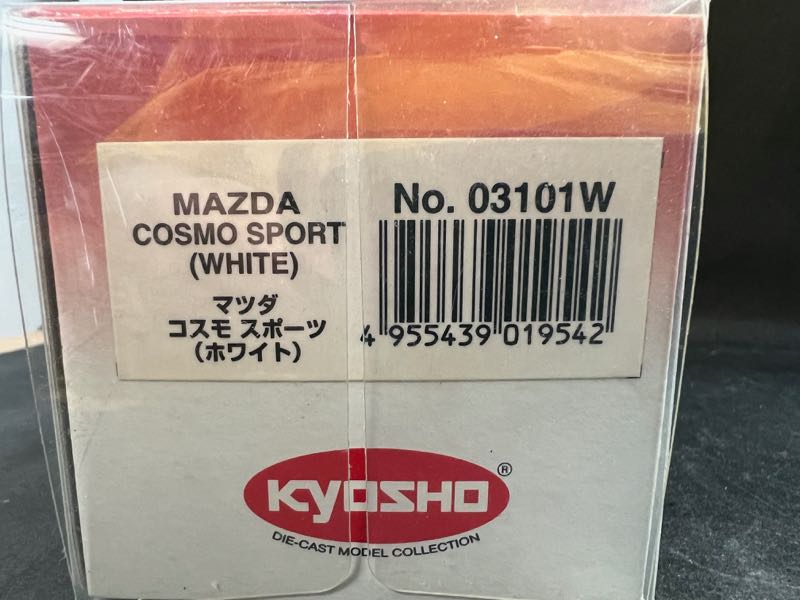 MAZDA
COSMO SPORT
(WHITE)
マツダ
コスモ スポーツ
(ホワイト)
No. 03101W
4 955439 019542
KYOSHO ®
DIE-CAST MODEL COLLECTION